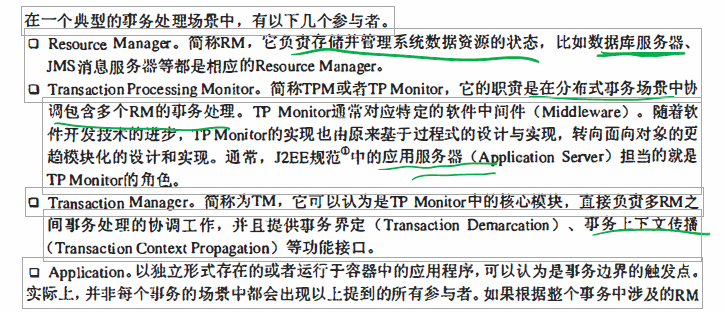 在一个典型的事务处理场景中，有以下几个参与者。
❑ Resource Manager。简称RM，它负责存储并管理系统数据资源的状态，比如数据库服务器、
JMS消息服务器等都是相应的Resource Manager。
❑ Transaction Processing Monitor。简称TPM或者TP Monitor，它的职责是在分布式事务场景中协
调包含多个RM的事务处理。TP Monitor通常对应特定的软件中间件（Middleware）。随着软
件开发技术的进步，TP Monitor的实现也由原来基于过程式的设计与实现，转向面向对象的更
趋模块化的设计和实现。通常，J2EE规范①中的应用服务器（Application Server）担当的就是
TP Monitor的角色。
❑ Transaction Manager。简称为TM，它可以认为是TP Monitor中的核心模块，直接负责多RM之
间事务处理的协调工作，并且提供事务界定（Transaction Demarcation）、事务上下文传播
（Transaction Context Propagation）等功能接口。
❑ Application。以独立形式存在的或者运行于容器中的应用程序，可以认为是事务边界的触发点。
实际上，并非每个事务的场景中都会出现以上提到的所有参与者。如果根据整个事务中涉及的RM